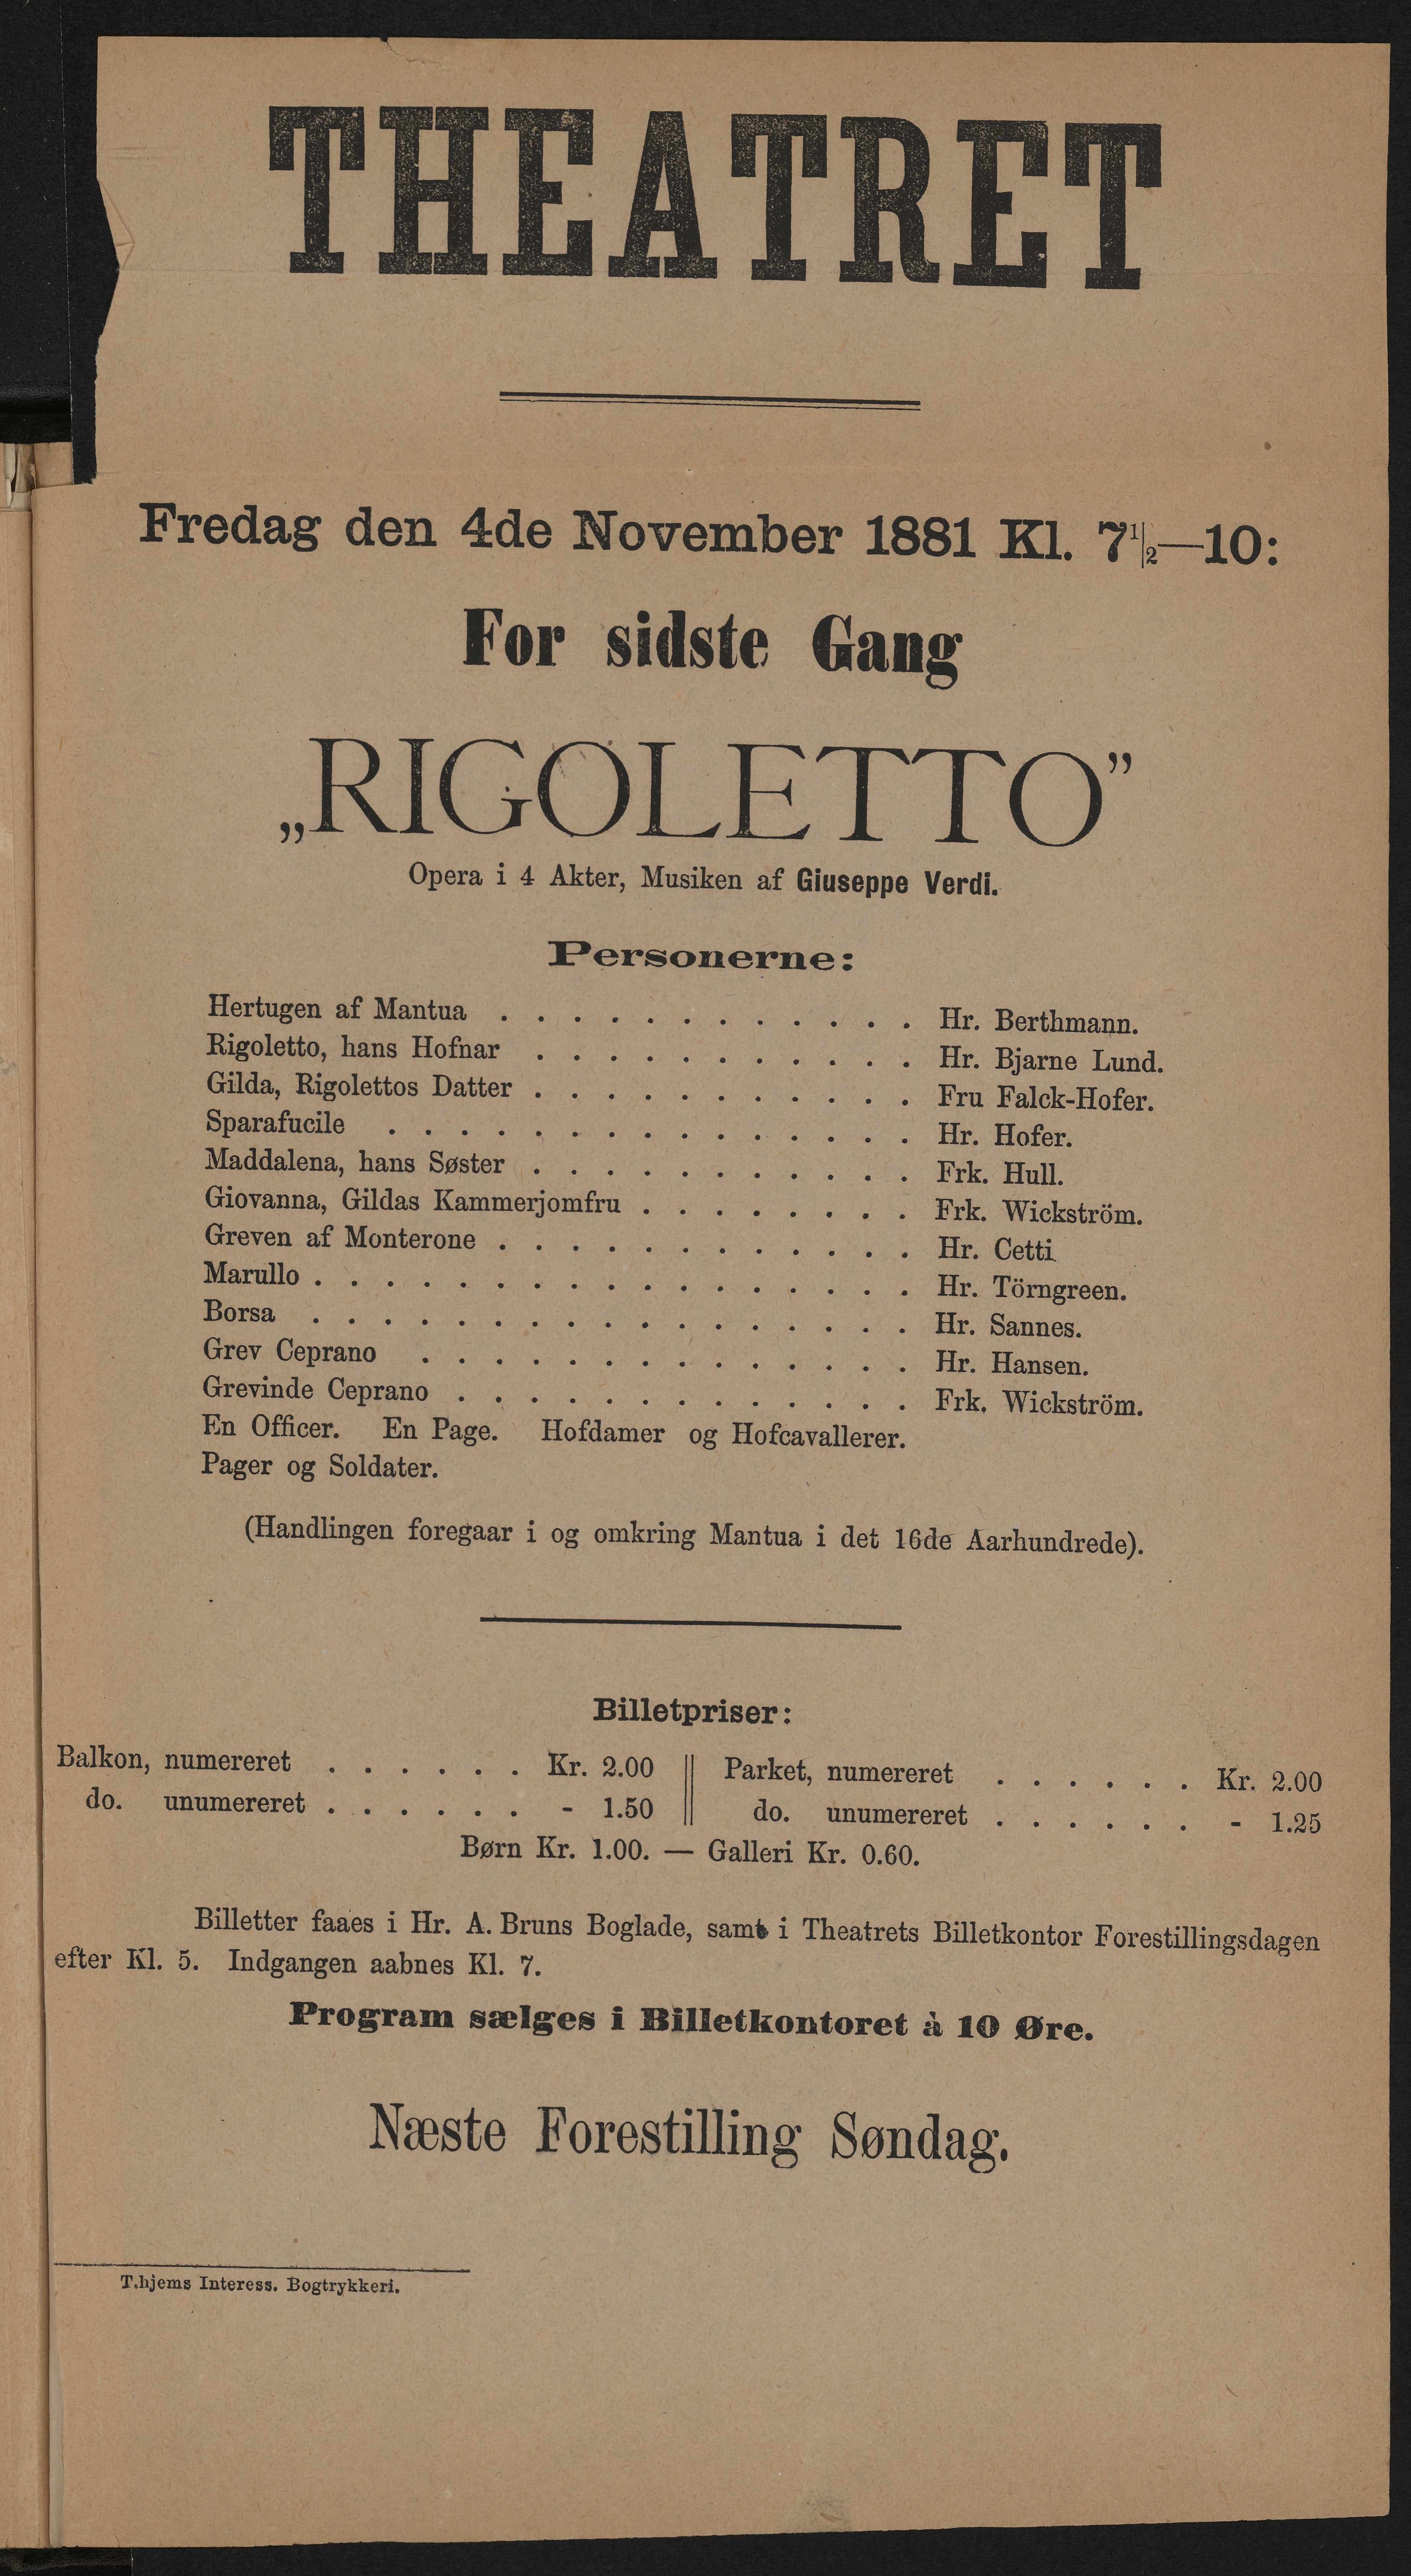 THEATRET
Fredag den 4de November 1881 Kl. 7 1/2—10:
For sidste Gang
„RIGOLETTO”
Opera i 4 Akter, Musiken af Giuseppe Verdi.
Personerne:
Hertugen af Mantua . . . . . . . . . . . . Hr. Berthmann.
Rigoletto, hans Hofnar . . . . . . . . . . . Hr. Bjarne Lund.
Gilda, Rigolettos Datter . . . . . . . . . . . Fru Falck-Hofer.
Sparafucile . . . . . . . . . . . . . . . Hr. Hofer.
Maddalena, hans Søster . . . . . . . . . . . Frk. Hull.
Giovanna, Gildas Kammerjomfru . . . . . . . . Frk. Wickström.
Greven af Monterone . . . . . . . . . . . . Hr. Cetti
Marullo . . . . . . . . . . . . . . . . . Hr. Törngreen.
Borsa . . . . . . . . . . . . . . . . . Hr. Sannes.
Grev Ceprano . . . . . . . . . . . . . . Hr. Hansen.
Grevinde Ceprano . . . . . . . . . . . . . Frk. Wickström.
En Officer. En Page. Hofdamer og Hofcavallerer.
Pager og Soldater.
(Handlingen foregaar i og omkring Mantua i det 16de Aarhundrede).
Billetpriser:
Balkon, numereret . . . . . . Kr. 2.00 || Parket, numereret . . . . . . Kr. 2.00
do. unumereret . . . . . . - 1.50 || do. unumereret . . . . . . - 1.25
Børn Kr. 1.00. — Galleri Kr. 0.60.
Billetter faaes i Hr. A. Bruns Boglade, samt i Theatrets Billetkontor Forestillingsdagen
efter Kl. 5. Indgangen aabnes Kl. 7.
Program sælges i Billetkontoret à 10 Øre.
Næste Forestilling Søndag.
T.hjems Interess. Bogtrykkeri.